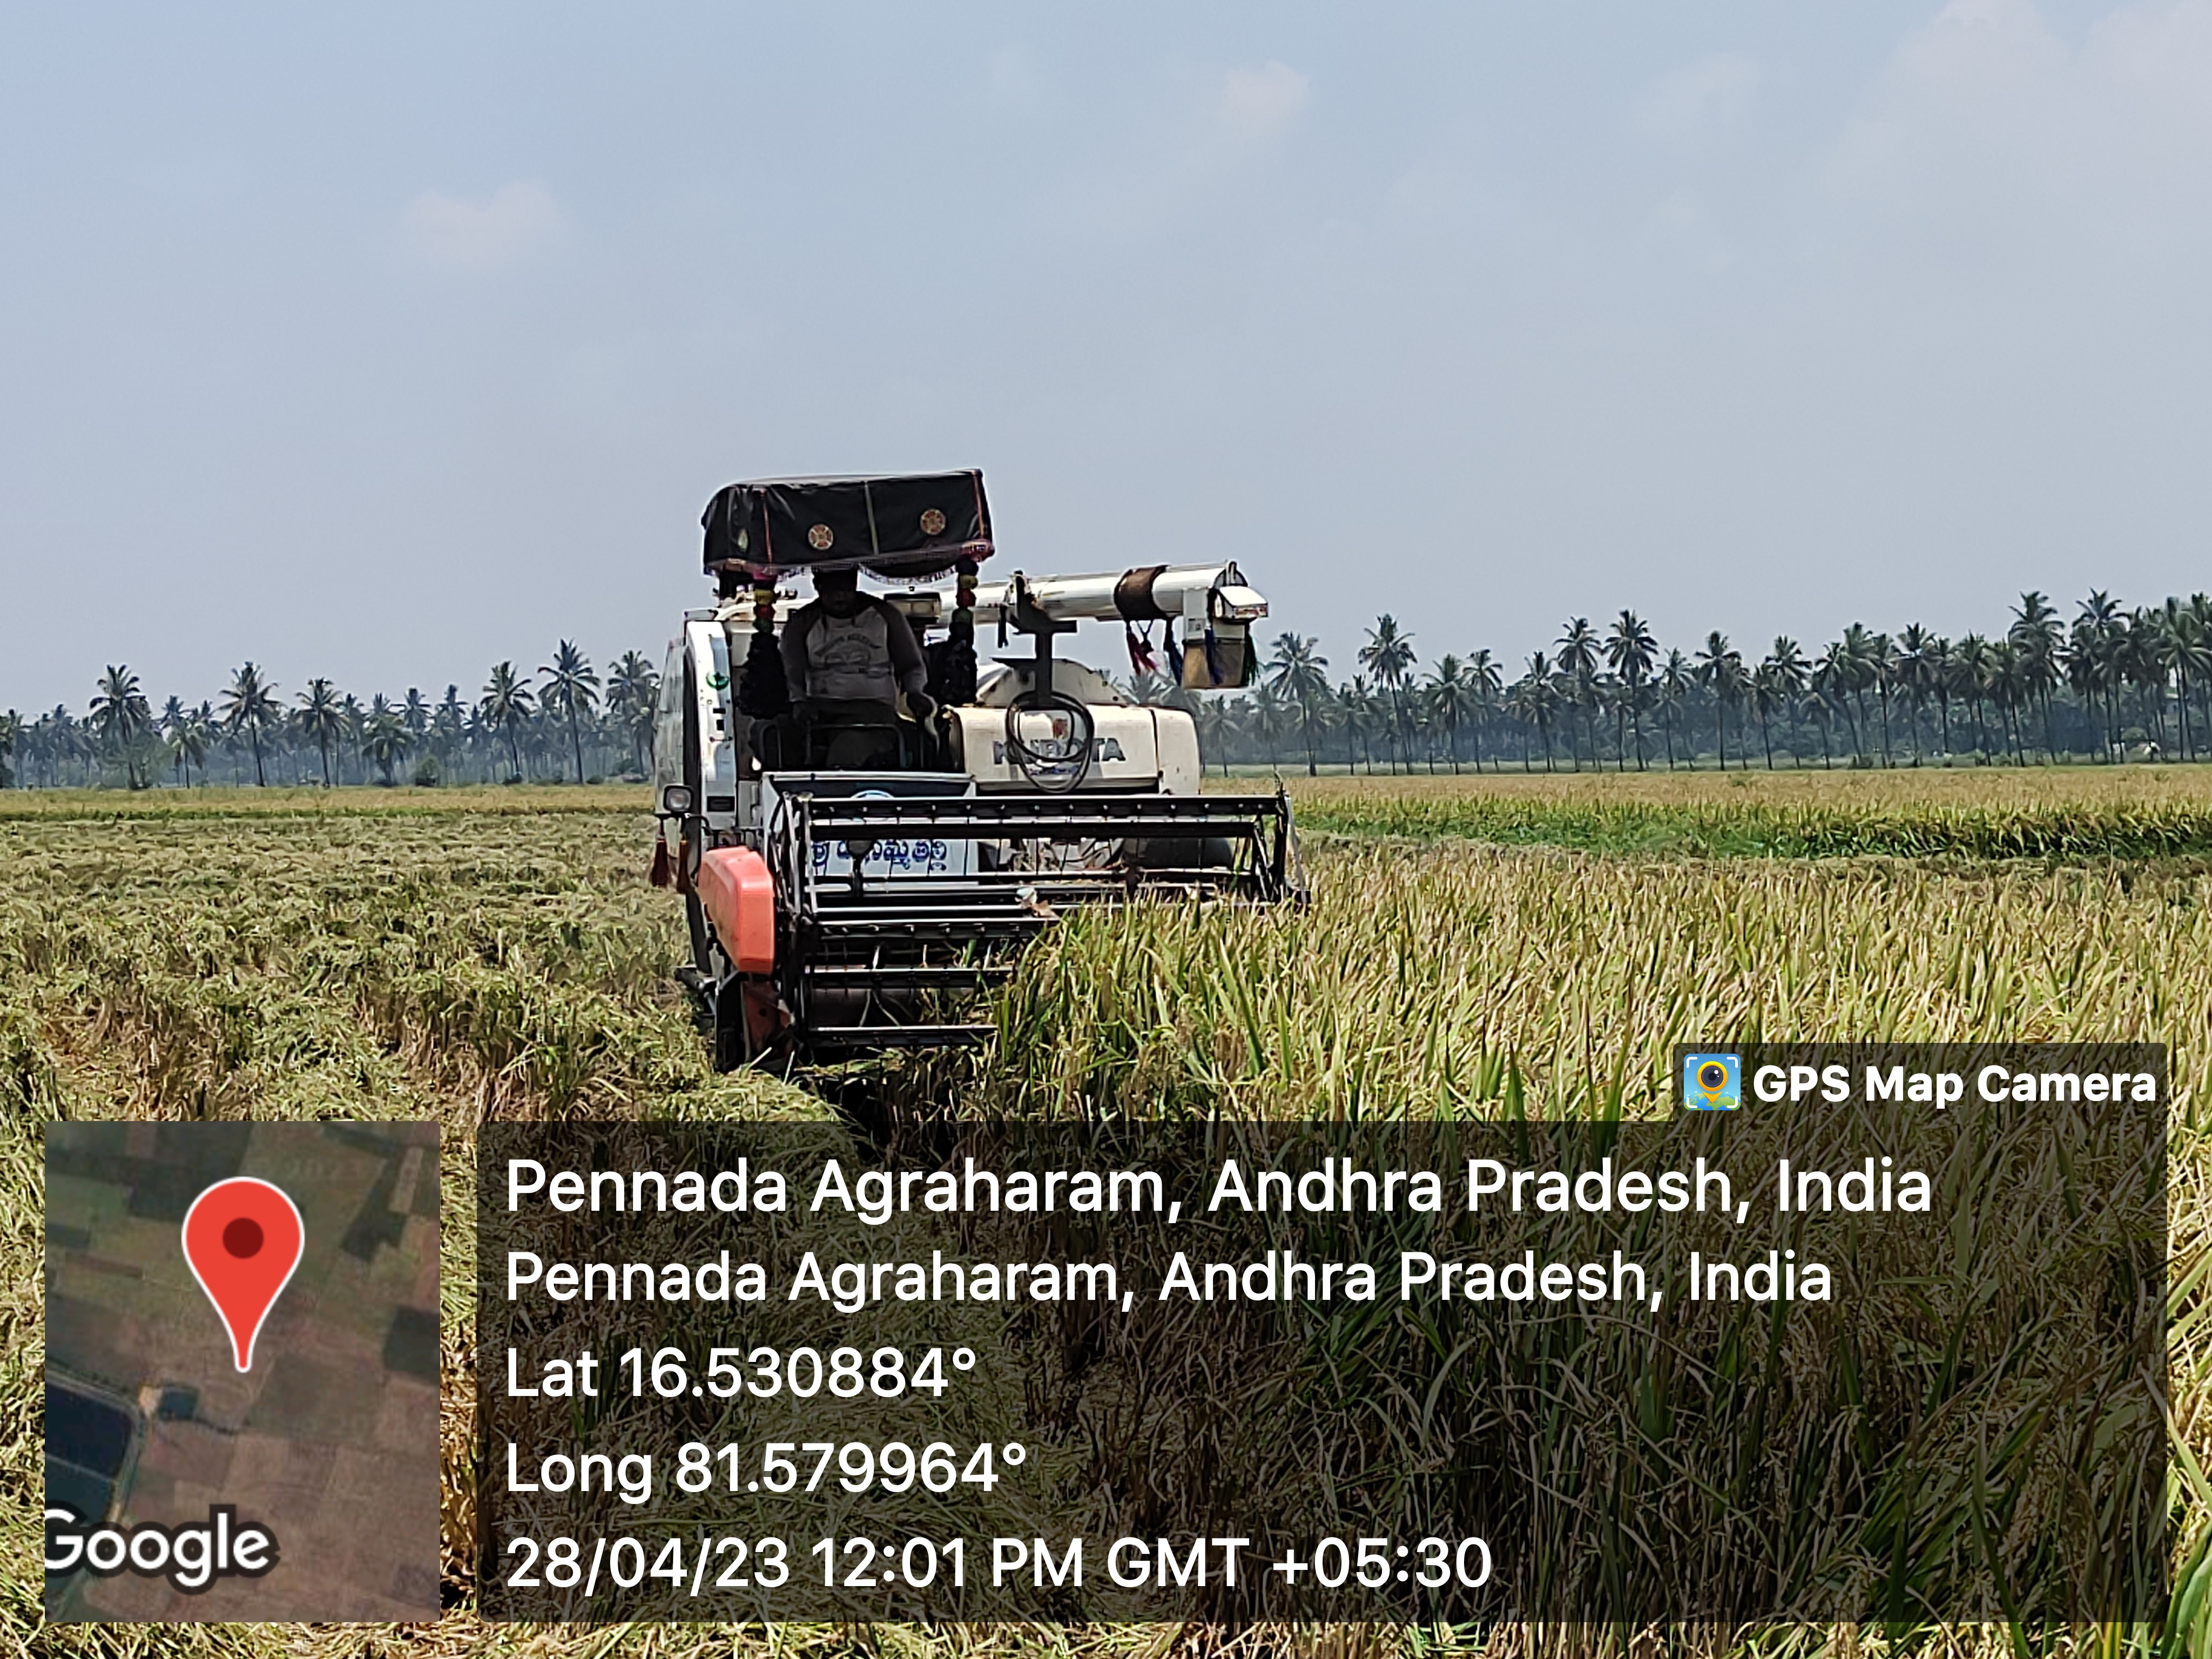 KUBOTA
GPS Map Camera
Pennada Agraharam, Andhra Pradesh, India
Pennada Agraharam, Andhra Pradesh, India
Lat 16.530884°
Long 81.579964°
28/04/23 12:01 PM GMT +05:30
Google